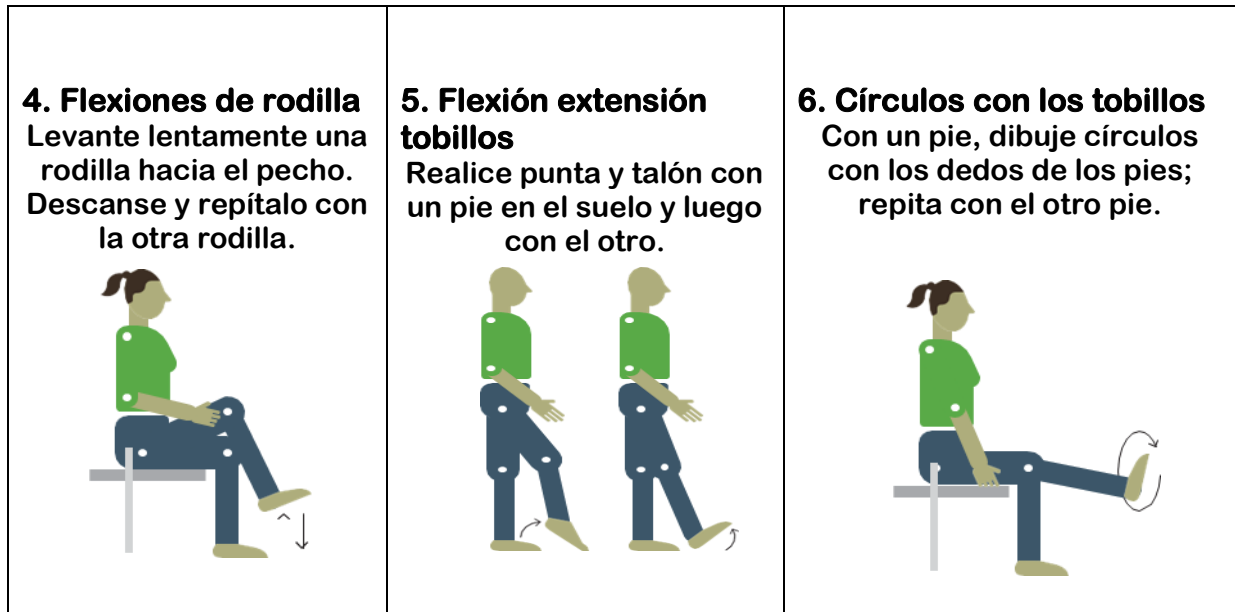 4. Flexiones de rodilla
Levante lentamente una
rodilla hacia el pecho.
Descanse y repítalo con
la otra rodilla.
5. Flexión extensión
tobillos
Realice punta y talón con
un pie en el suelo y luego
con el otro.
6. Círculos con los tobillos
Con un pie, dibuje círculos
con los dedos de los pies;
repita con el otro pie.